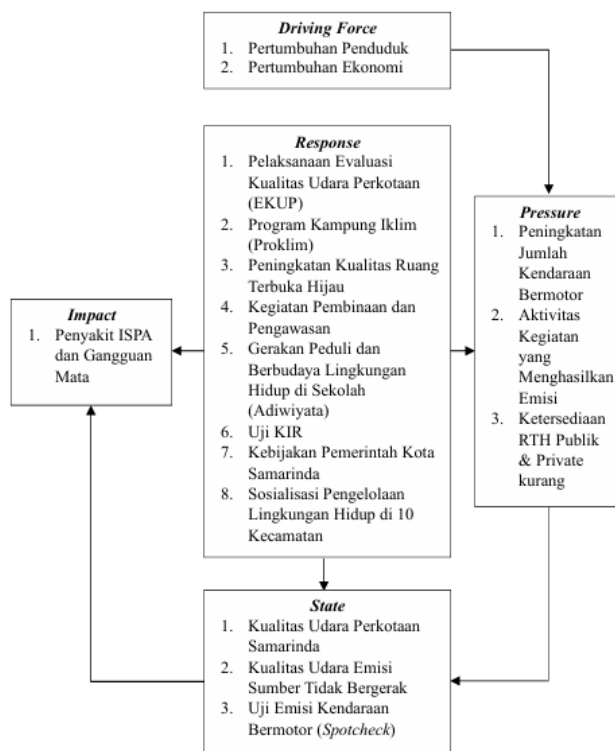 Driving Force
1. Pertumbuhan Penduduk
2. Pertumbuhan Ekonomi
Response
1. Pelaksanaan Evaluasi
Kualitas Udara Perkotaan
(EKUP)
2. Program Kampung Iklim
(Proklim)
3. Peningkatan Kualitas Ruang
Terbuka Hijau
4. Kegiatan Pembinaan dan
Pengawasan
5. Gerakan Peduli dan
Berbudaya Lingkungan
Hidup di Sekolah
(Adiwiyata)
6. Uji KIR
7. Kebijakan Pemerintah Kota
Samarinda
8. Sosialisasi Pengelolaan
Lingkungan Hidup di 10
Kecamatan
Pressure
1. Peningkatan
Jumlah
Kendaraan
Bermotor
2. Aktivitas
Kegiatan
yang
Menghasilkan
Emisi
3. Ketersediaan
RTH Publik
& Private
kurang
Impact
1. Penyakit ISPA
dan Gangguan
Mata
State
1. Kualitas Udara Perkotaan
Samarinda
2. Kualitas Udara Emisi
Sumber Tidak Bergerak
3. Uji Emisi Kendaraan
Bermotor (Spotcheck)